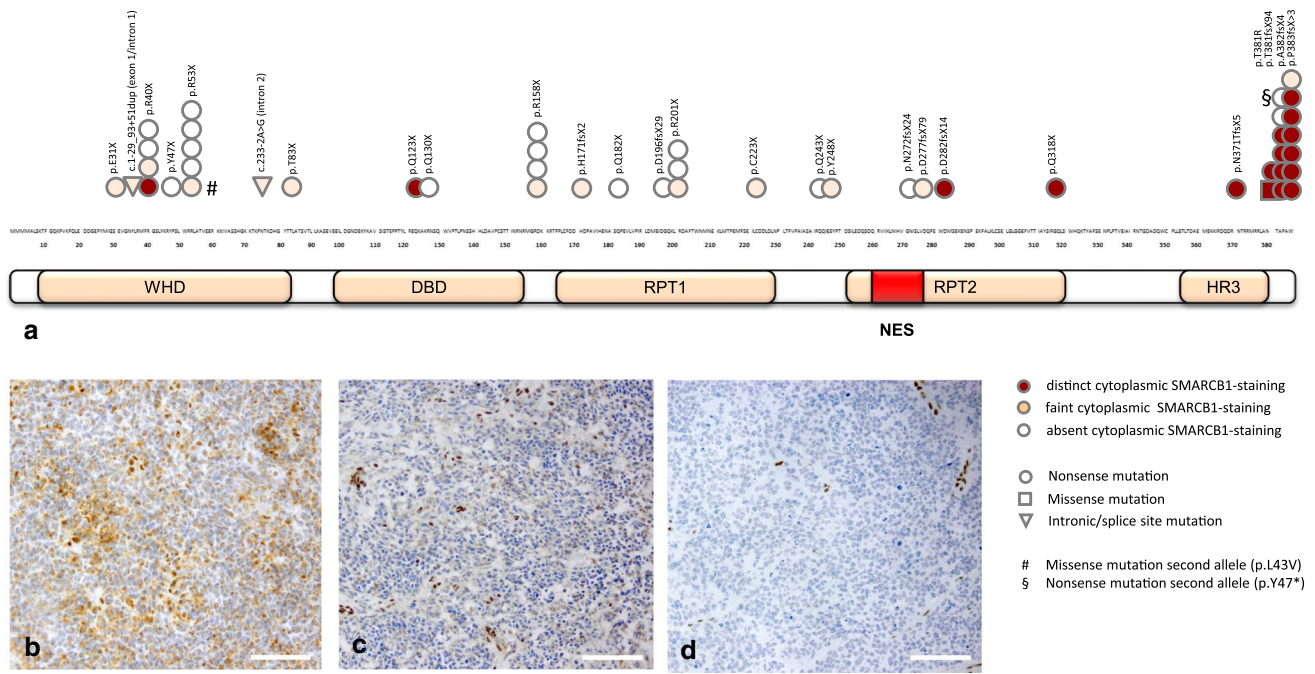 p.E31X
c.1-29_93+51dup (exon 1/intron 1)
p.R40X
p.Y47X
p.R53X
#
c.233-2A>G (intron 2)
p.T83X
p.Q123X
p.Q130X
p.R158X
p.H171fsX2
p.Q182X
p.D196fsX29
p.R201X
p.C223X
p.Q243X
p.Y248X
p.N272fsX24
p.D277fsX79
p.D282fsX14
p.Q318X
p.N371TfsX5
§
p.T381R
p.T381fsX94
p.A382fsX4
p.P383fsX>3
10 20 30 40 50 60 70 80 90 100 110 120 130 140 150 160 170 180 190 200 210 220 230 240 250 260 270 280 290 300 310 320 330 340 350 360 370 380
WHD DBD RPT1 RPT2 HR3
a
NES
b
c
d
distinct cytoplasmic SMARCB1-staining
faint cytoplasmic SMARCB1-staining
absent cytoplasmic SMARCB1-staining
Nonsense mutation
Missense mutation
Intronic/splice site mutation
# Missense mutation second allele (p.L43V)
§ Nonsense mutation second allele (p.Y47*)